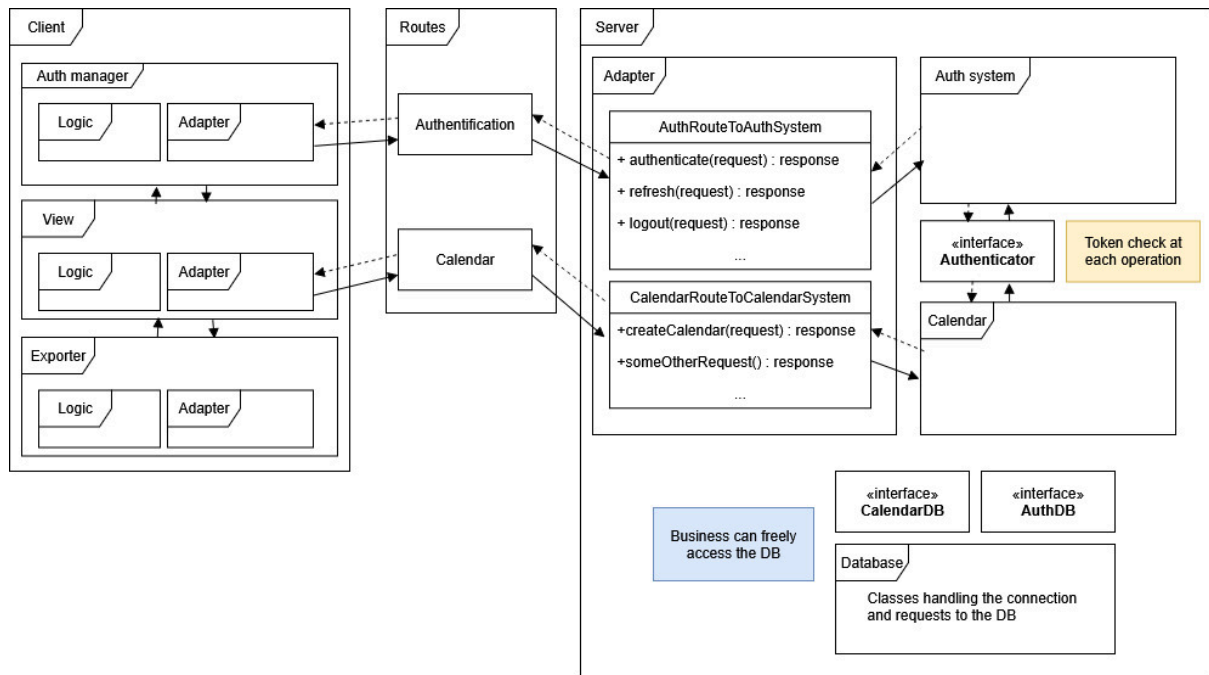 Client
Auth manager
Logic
Adapter
View
Logic
Adapter
Exporter
Logic
Adapter
Routes
Authentification
Calendar
Server
Adapter
AuthRouteToAuthSystem
+ authenticate(request) : response
+ refresh(request) : response
+ logout(request) : response
...
CalendarRouteToCalendarSystem
+createCalendar(request) : response
+someOtherRequest() : response
...
Auth system
«interface»
Authenticator
Token check at
each operation
Calendar
Business can freely
access the DB
«interface»
CalendarDB
«interface»
AuthDB
Database
Classes handling the connection
and requests to the DB